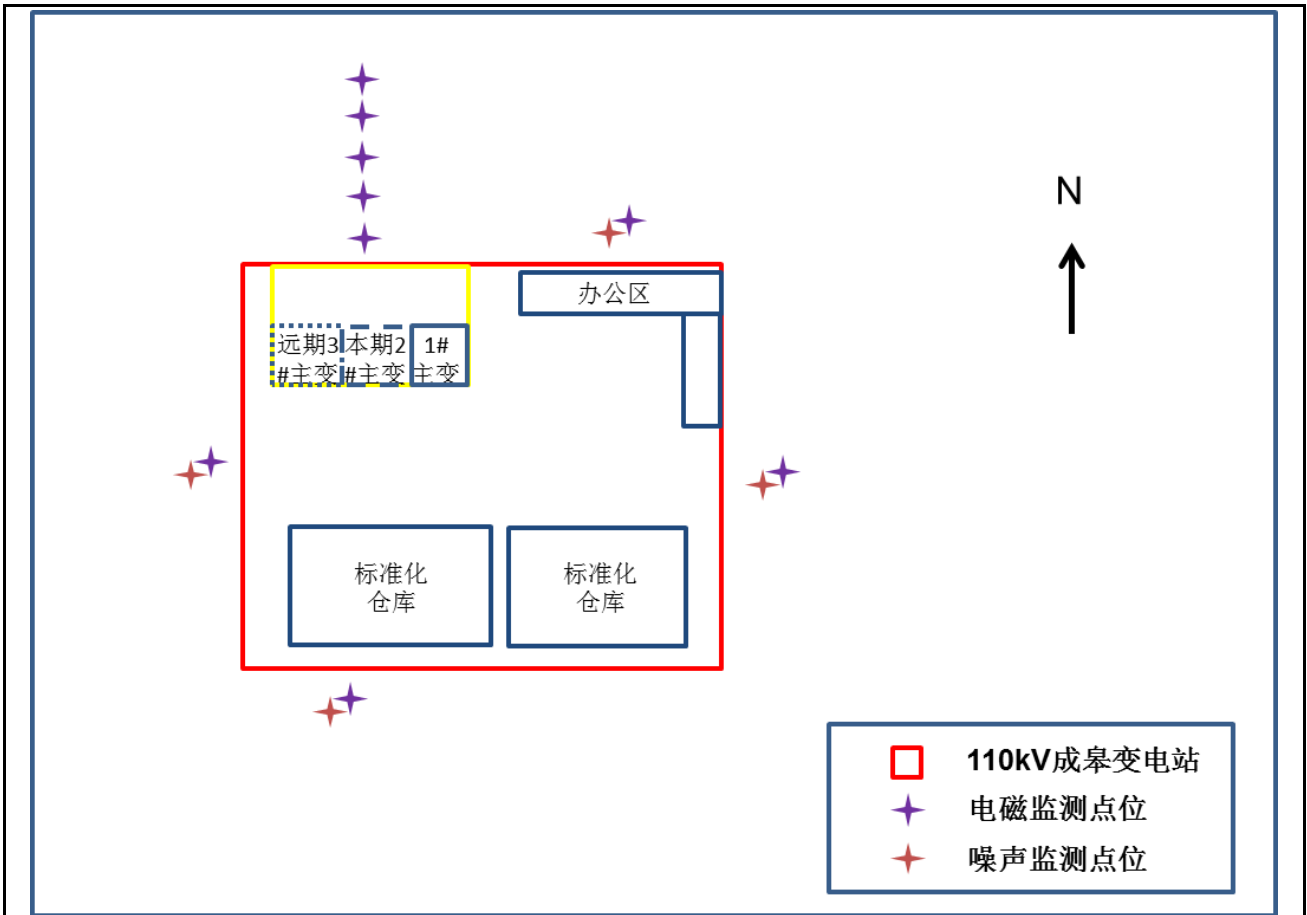 N
办公区
远期3
#主变
本期2
#主变
1#
主变
标准化
仓库
标准化
仓库
110kV成皋变电站
电磁监测点位
噪声监测点位